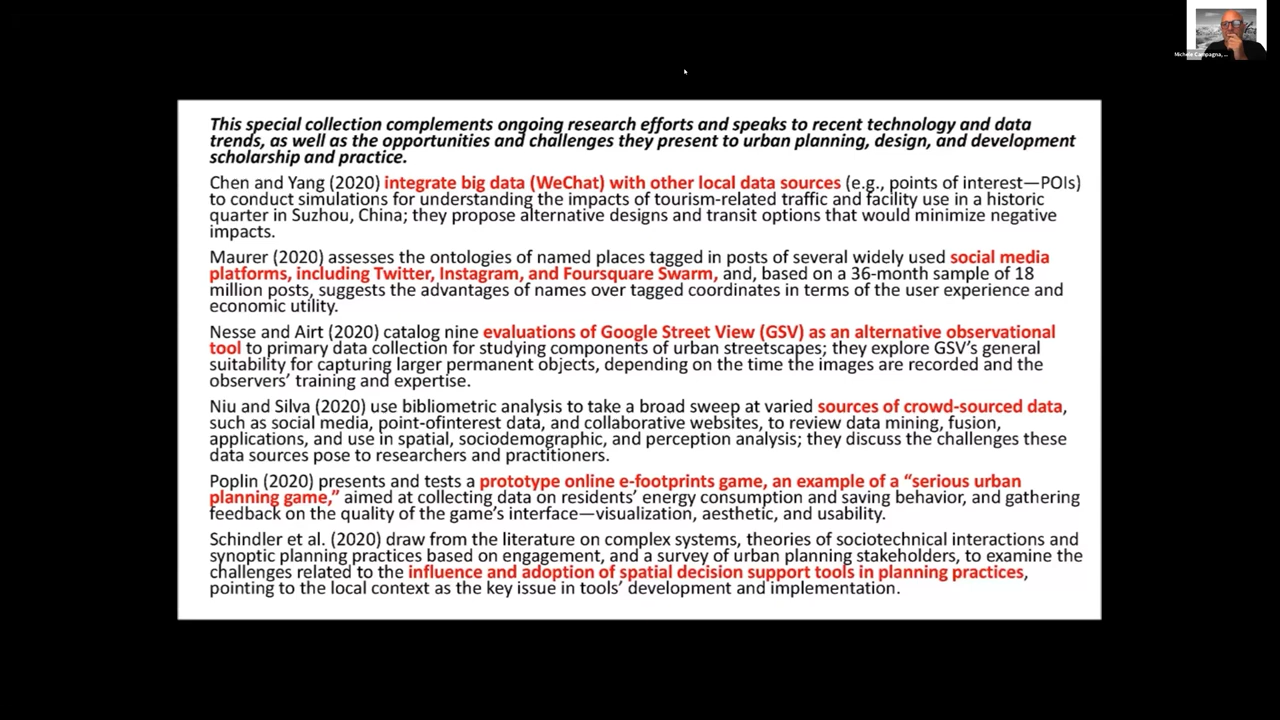 This special collection complements ongoing research efforts and speaks to recent technology and data
trends, as well as the opportunities and challenges they present to urban planning, design, and development
scholarship and practice.
Chen and Yang (2020) integrate big data (WeChat) with other local data sources (e.g., points of interest—POIs)
to conduct simulations for understanding the impacts of tourism-related traffic and facility use in a historic
quarter in Suzhou, China; they propose alternative designs and transit options that would minimize negative
impacts.
Maurer (2020) assesses the ontologies of named places tagged in posts of several widely used social media
platforms, including Twitter, Instagram, and Foursquare Swarm, and, based on a 36-month sample of 18
million posts, suggests the advantages of names over tagged coordinates in terms of the user experience and
economic utility.
Nesse and Airt (2020) catalog nine evaluations of Google Street View (GSV) as an alternative observational
tool to primary data collection for studying components of urban streetscapes; they explore GSV's general
suitability for capturing larger permanent objects, depending on the time the images are recorded and the
observers' training and expertise.
Niu and Silva (2020) use bibliometric analysis to take a broad sweep at varied sources of crowd-sourced data,
such as social media, point-ofinterest data, and collaborative websites, to review data mining, fusion,
applications, and use in spatial, sociodemographic, and perception analysis; they discuss the challenges these
data sources pose to researchers and practitioners.
Poplin (2020) presents and tests a prototype online e-footprints game, an example of a “serious urban
planning game,” aimed at collecting data on residents' energy consumption and saving behavior, and gathering
feedback on the quality of the game's interface—visualization, aesthetic, and usability.
Schindler et al. (2020) draw from the literature on complex systems, theories of sociotechnical interactions and
synoptic planning practices based on engagement, and a survey of urban planning stakeholders, to examine the
challenges related to the influence and adoption of spatial decision support tools in planning practices,
pointing to the local context as the key issue in tools' development and implementation.
Michele Campagna, ...